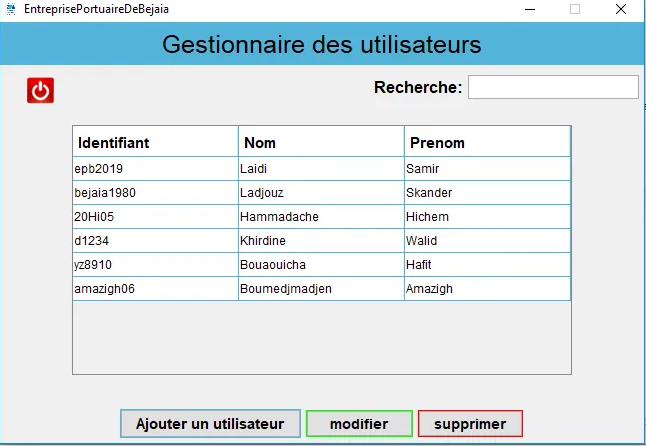 EntreprisePortuaireDeBejaia
Gestionnaire des utilisateurs
Recherche:
Identifiant Nom Prenom
epb2019 Laidi Samir
bejaia1980 Ladjouz Skander
20Hi05 Hammadache Hichem
d1234 Khirdine Walid
yz8910 Bouaouicha Hafit
amazigh06 Boumedjmadjen Amazigh
Ajouter un utilisateur modifier supprimer